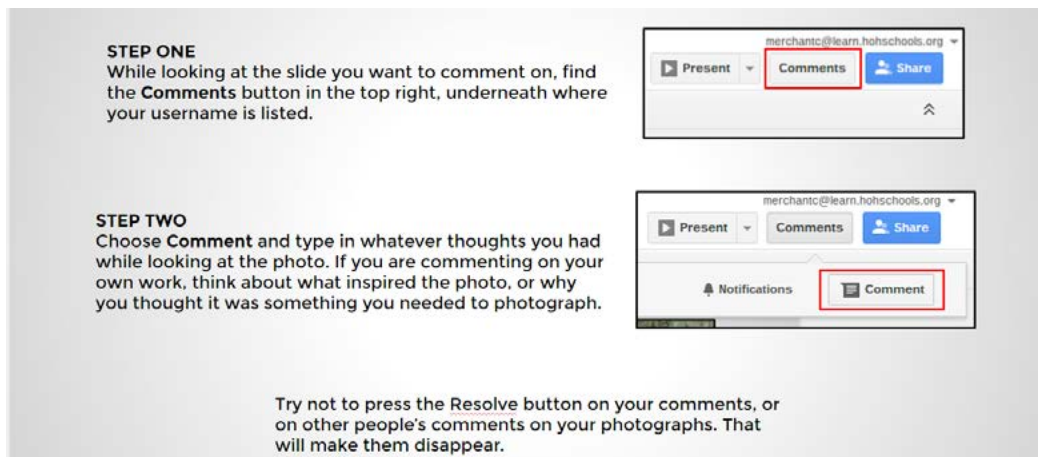 STEP ONE
While looking at the slide you want to comment on, find
the Comments button in the top right, underneath where
your username is listed.
merchantc@learn.hohschools.org
Present
Comments
Share
STEP TWO
Choose Comment and type in whatever thoughts you had
while looking at the photo. If you are commenting on your
own work, think about what inspired the photo, or why
you thought it was something you needed to photograph.
merchantc@learn.hohschools.org
Present
Comments
Share
Notifications
Comment
Try not to press the Resolve button on your comments, or
on other people's comments on your photographs. That
will make them disappear.